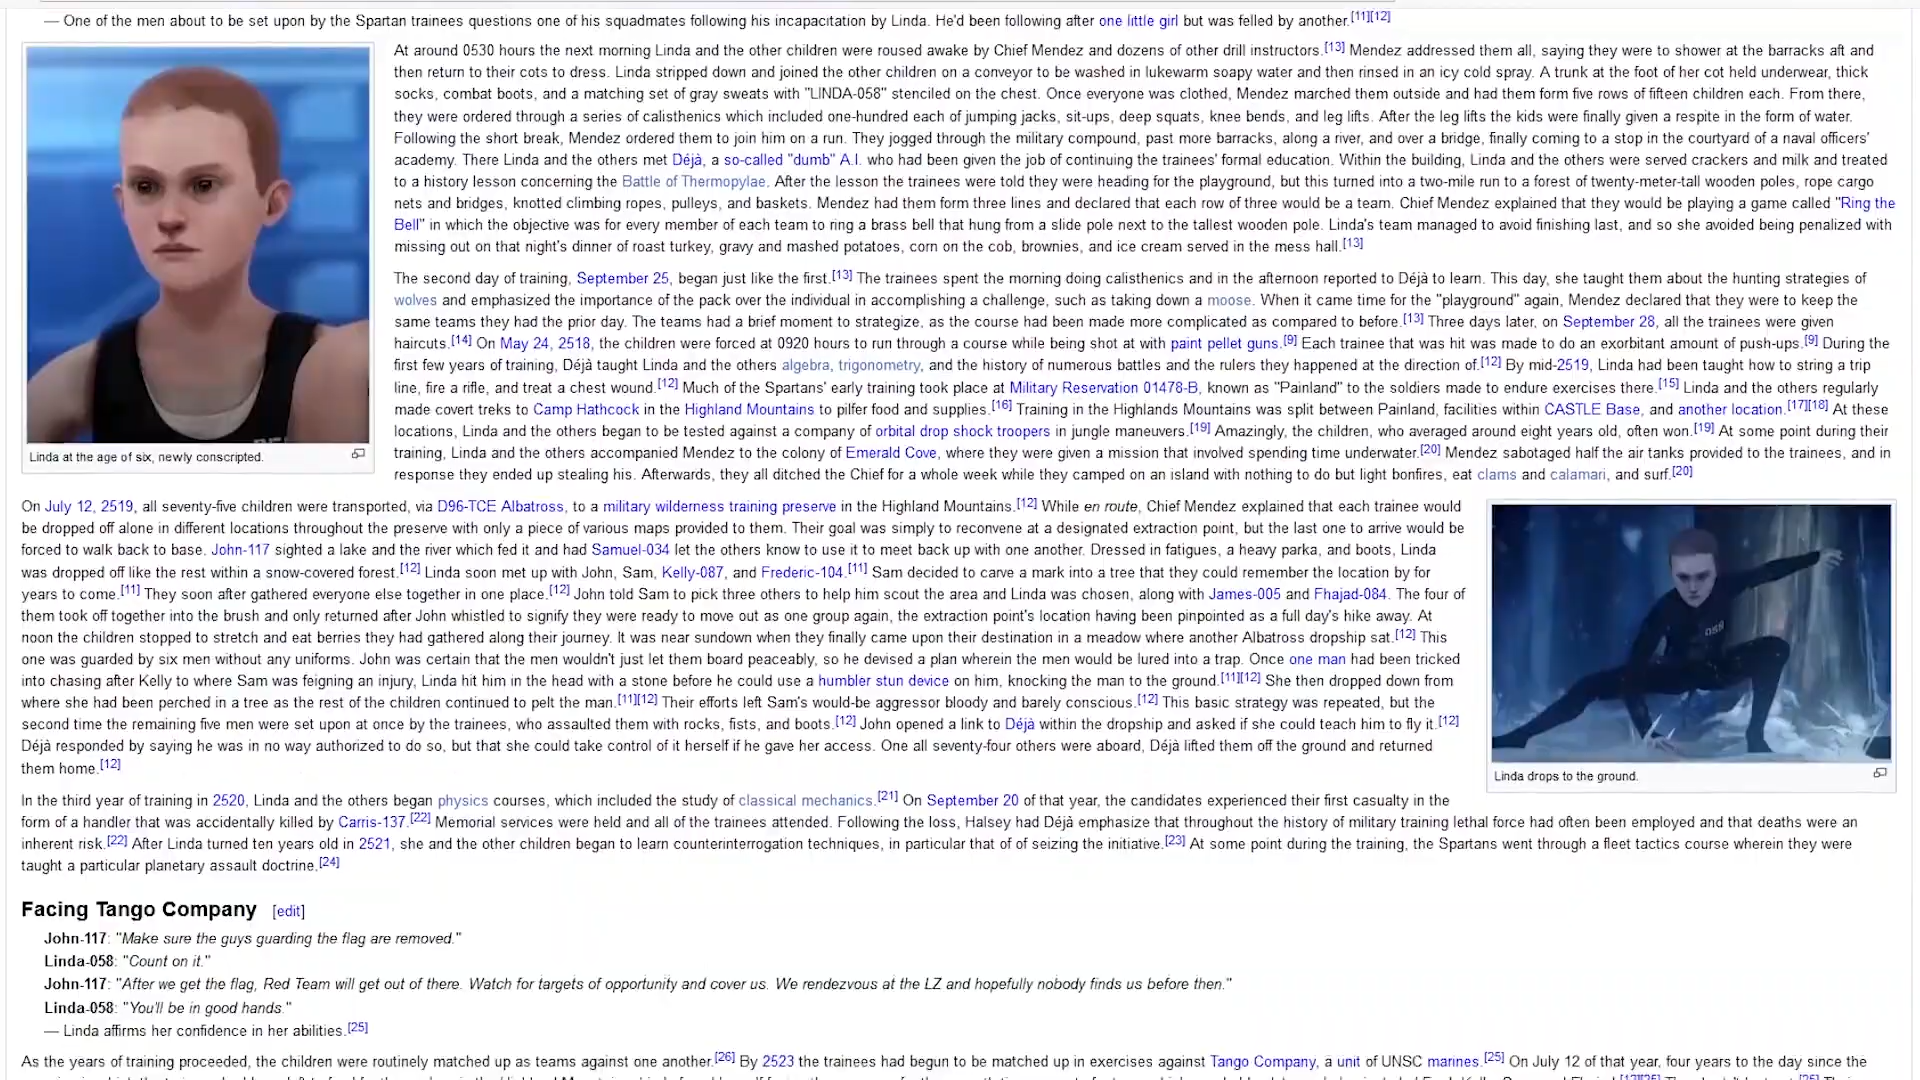 — One of the men about to be set upon by the Spartan trainees questions one of his squadmates following his incapacitation by Linda. He'd been following after one little girl but was felled by another.[11][12]
At around 0530 hours the next morning Linda and the other children were roused awake by Chief Mendez and dozens of other drill instructors.[13] Mendez addressed them all, saying they were to shower at the barracks aft and
then return to their cots to dress. Linda stripped down and joined the other children on a conveyor to be washed in lukewarm soapy water and then rinsed in an icy cold spray. A trunk at the foot of her cot held underwear, thick
socks, combat boots, and a matching set of gray sweats with "LINDA-058" stenciled on the chest. Once everyone was clothed, Mendez marched them outside and had them form five rows of fifteen children each. From there,
they were ordered through a series of calisthenics which included one-hundred each of jumping jacks, sit-ups, deep squats, knee bends, and leg lifts. After the leg lifts the kids were finally given a respite in the form of water.
Following the short break, Mendez ordered them to join him on a run. They jogged through the military compound, past more barracks, along a river, and over a bridge, finally coming to a stop in the courtyard of a naval officers'
academy. There Linda and the others met Déjà, a so-called "dumb" A.I. who had been given the job of continuing the trainees' formal education. Within the building, Linda and the others were served crackers and milk and treated
to a history lesson concerning the Battle of Thermopylae. After the lesson the trainees were told they were heading for the playground, but this turned into a two-mile run to a forest of twenty-meter-tall wooden poles, rope cargo
nets and bridges, knotted climbing ropes, pulleys, and baskets. Mendez had them form three lines and declared that each row of three would be a team. Chief Mendez explained that they would be playing a game called "Ring the
Bell" in which the objective was for every member of each team to ring a brass bell that hung from a slide pole next to the tallest wooden pole. Linda's team managed to avoid finishing last, and so she avoided being penalized with
missing out on that night's dinner of roast turkey, gravy and mashed potatoes, corn on the cob, brownies, and ice cream served in the mess hall.[13]
The second day of training, September 25, began just like the first.[13] The trainees spent the morning doing calisthenics and in the afternoon reported to Déjà to learn. This day, she taught them about the hunting strategies of
wolves and emphasized the importance of the pack over the individual in accomplishing a challenge, such as taking down a moose. When it came time for the "playground" again, Mendez declared that they were to keep the
same teams they had the prior day. The teams had a brief moment to strategize, as the course had been made more complicated as compared to before.[13] Three days later, on September 28, all the trainees were given
haircuts.[14] On May 24, 2518, the children were forced at 0920 hours to run through a course while being shot at with paint pellet guns.[9] Each trainee that was hit was made to do an exorbitant amount of push-ups.[9] During the
first few years of training, Déjà taught Linda and the others algebra, trigonometry, and the history of numerous battles and the rulers they happened at the direction of.[12] By mid-2519, Linda had been taught how to string a trip
line, fire a rifle, and treat a chest wound.[12] Much of the Spartans' early training took place at Military Reservation 01478-B, known as "Painland" to the soldiers made to endure exercises there.[15] Linda and the others regularly
made covert treks to Camp Hathcock in the Highland Mountains to pilfer food and supplies.[16] Training in the Highlands Mountains was split between Painland, facilities within CASTLE Base, and another location.[17][18] At these
locations, Linda and the others began to be tested against a company of orbital drop shock troopers in jungle maneuvers.[19] Amazingly, the children, who averaged around eight years old, often won.[19] At some point during their
training, Linda and the others accompanied Mendez to the colony of Emerald Cove, where they were given a mission that involved spending time underwater.[20] Mendez sabotaged half the air tanks provided to the trainees, and in
response they ended up stealing his. Afterwards, they all ditched the Chief for a whole week while they camped on an island with nothing to do but light bonfires, eat clams and calamari, and surf.[20]
Linda at the age of six, newly conscripted.
On July 12, 2519, all seventy-five children were transported, via D96-TCE Albatross, to a military wilderness training preserve in the Highland Mountains.[12] While en route, Chief Mendez explained that each trainee would
be dropped off alone in different locations throughout the preserve with only a piece of various maps provided to them. Their goal was simply to reconvene at a designated extraction point, but the last one to arrive would be
forced to walk back to base. John-117 sighted a lake and the river which fed it and had Samuel-034 let the others know to use it to meet back up with one another. Dressed in fatigues, a heavy parka, and boots, Linda
was dropped off like the rest within a snow-covered forest.[12] Linda soon met up with John, Sam, Kelly-087, and Frederic-104.[11] Sam decided to carve a mark into a tree that they could remember the location by for
years to come.[11] They soon after gathered everyone else together in one place.[12] John told Sam to pick three others to help him scout the area and Linda was chosen, along with James-005 and Fhajad-084. The four of
them took off together into the brush and only returned after John whistled to signify they were ready to move out as one group again, the extraction point's location having been pinpointed as a full day's hike away. At
noon the children stopped to stretch and eat berries they had gathered along their journey. It was near sundown when they finally came upon their destination in a meadow where another Albatross dropship sat.[12] This
one was guarded by six men without any uniforms. John was certain that the men wouldn't just let them board peaceably, so he devised a plan wherein the men would be lured into a trap. Once one man had been tricked
into chasing after Kelly to where Sam was feigning an injury, Linda hit him in the head with a stone before he could use a humbler stun device on him, knocking the man to the ground.[11][12] She then dropped down from
where she had been perched in a tree as the rest of the children continued to pelt the man.[11][12] Their efforts left Sam's would-be aggressor bloody and barely conscious.[12] This basic strategy was repeated, but the
second time the remaining five men were set upon at once by the trainees, who assaulted them with rocks, fists, and boots.[12] John opened a link to Déjà within the dropship and asked if she could teach him to fly it.[12]
Déjà responded by saying he was in no way authorized to do so, but that she could take control of it herself if he gave her access. One all seventy-four others were aboard, Déjà lifted them off the ground and returned
them home.[12]
058
Linda drops to the ground.
In the third year of training in 2520, Linda and the others began physics courses, which included the study of classical mechanics.[21] On September 20 of that year, the candidates experienced their first casualty in the
form of a handler that was accidentally killed by Carris-137.[22] Memorial services were held and all of the trainees attended. Following the loss, Halsey had Déjà emphasize that throughout the history of military training lethal force had often been employed and that deaths were an
inherent risk.[22] After Linda turned ten years old in 2521, she and the other children began to learn counterinterrogation techniques, in particular that of of seizing the initiative.[23] At some point during the training, the Spartans went through a fleet tactics course wherein they were
taught a particular planetary assault doctrine.[24]
Facing Tango Company [edit]
John-117: "Make sure the guys guarding the flag are removed."
Linda-058: "Count on it."
John-117: "After we get the flag, Red Team will get out of there. Watch for targets of opportunity and cover us. We rendezvous at the LZ and hopefully nobody finds us before then."
Linda-058: "You'll be in good hands."
— Linda affirms her confidence in her abilities.[25]
As the years of training proceeded, the children were routinely matched up as teams against one another.[26] By 2523 the trainees had begun to be matched up in exercises against Tango Company, a unit of UNSC marines.[25] On July 12 of that year, four years to the day since the